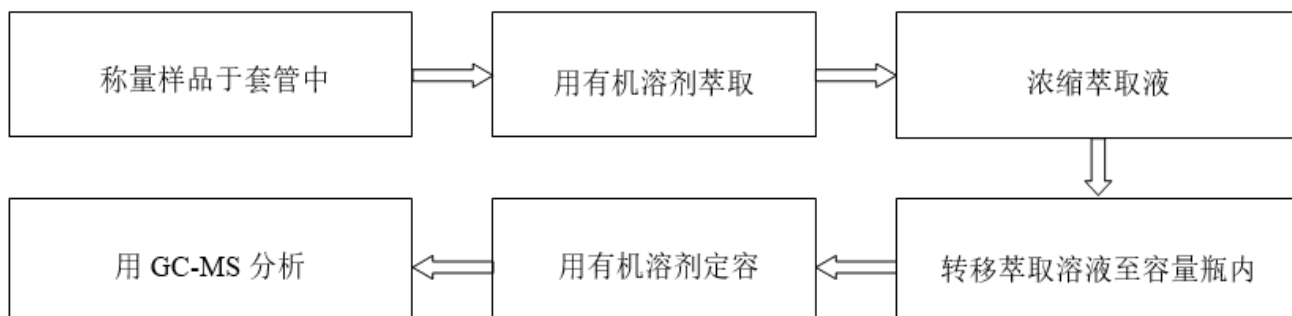 称量样品于套管中
用有机溶剂萃取
浓缩萃取液
转移萃取溶液至容量瓶内
用有机溶剂定容
用 GC-MS 分析